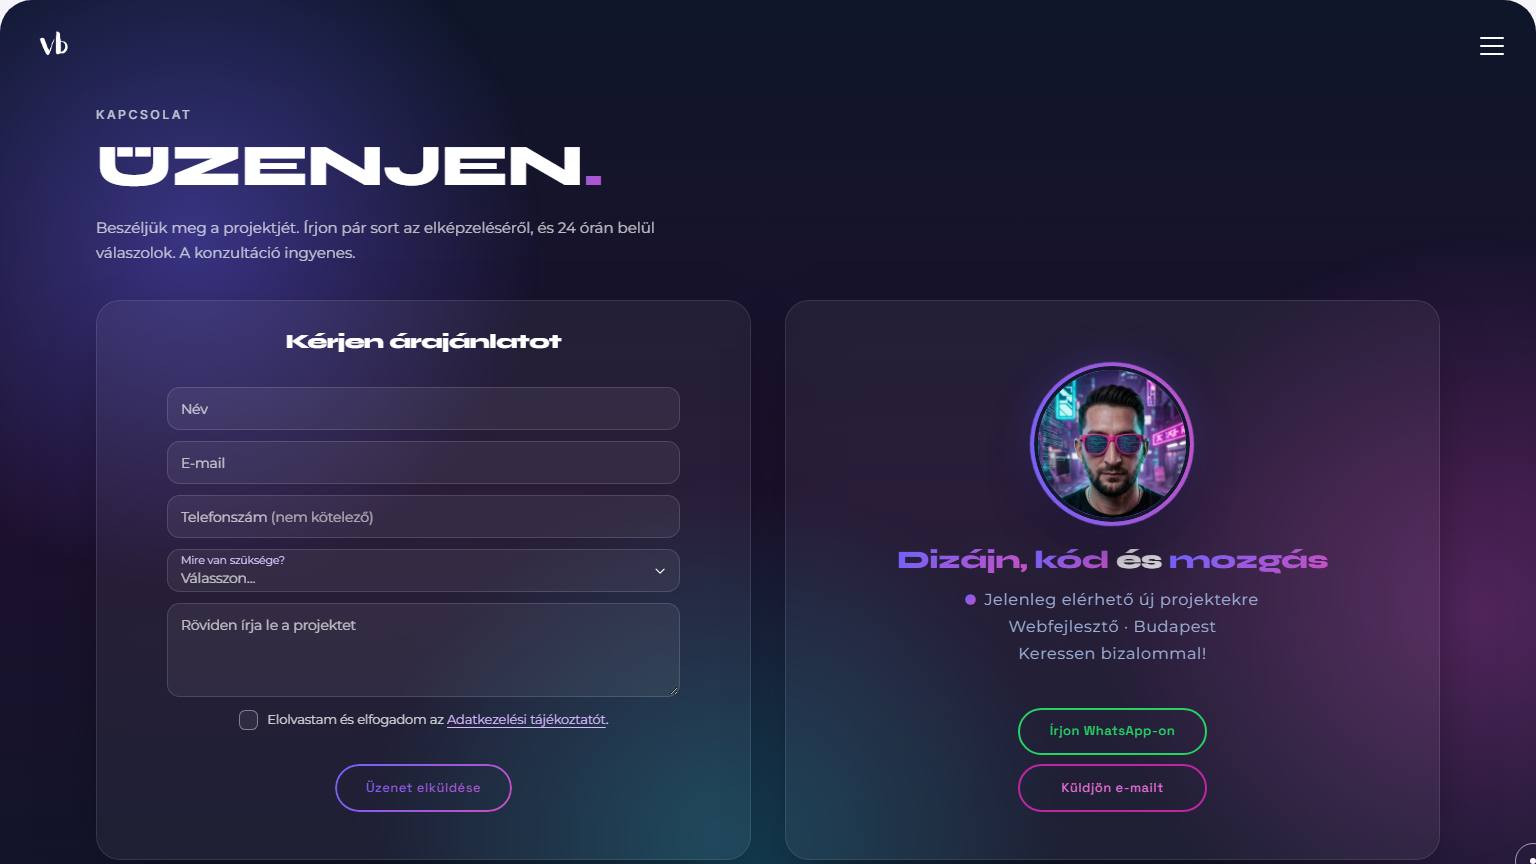 vb
KAPCSOLAT
ÜZENJEN.
Beszéljük meg a projektjét. Írjon pár sort az elképzeléséről, és 24 órán belül
válaszolok. A konzultáció ingyenes.
Kérjen árajánlatot
Név
E-mail
Telefonszám (nem kötelező)
Mire van szüksége?
Válasszon...
Röviden írja le a projektet
Elolvastam és elfogadom az Adatkezelési tájékoztatót.
Üzenet elküldése
Dizájn, kód és mozgás
Jelenleg elérhető új projektekre
Webfejlesztő · Budapest
Keressen bizalommal!
Írjon WhatsApp-on
Küldjön e-mailt